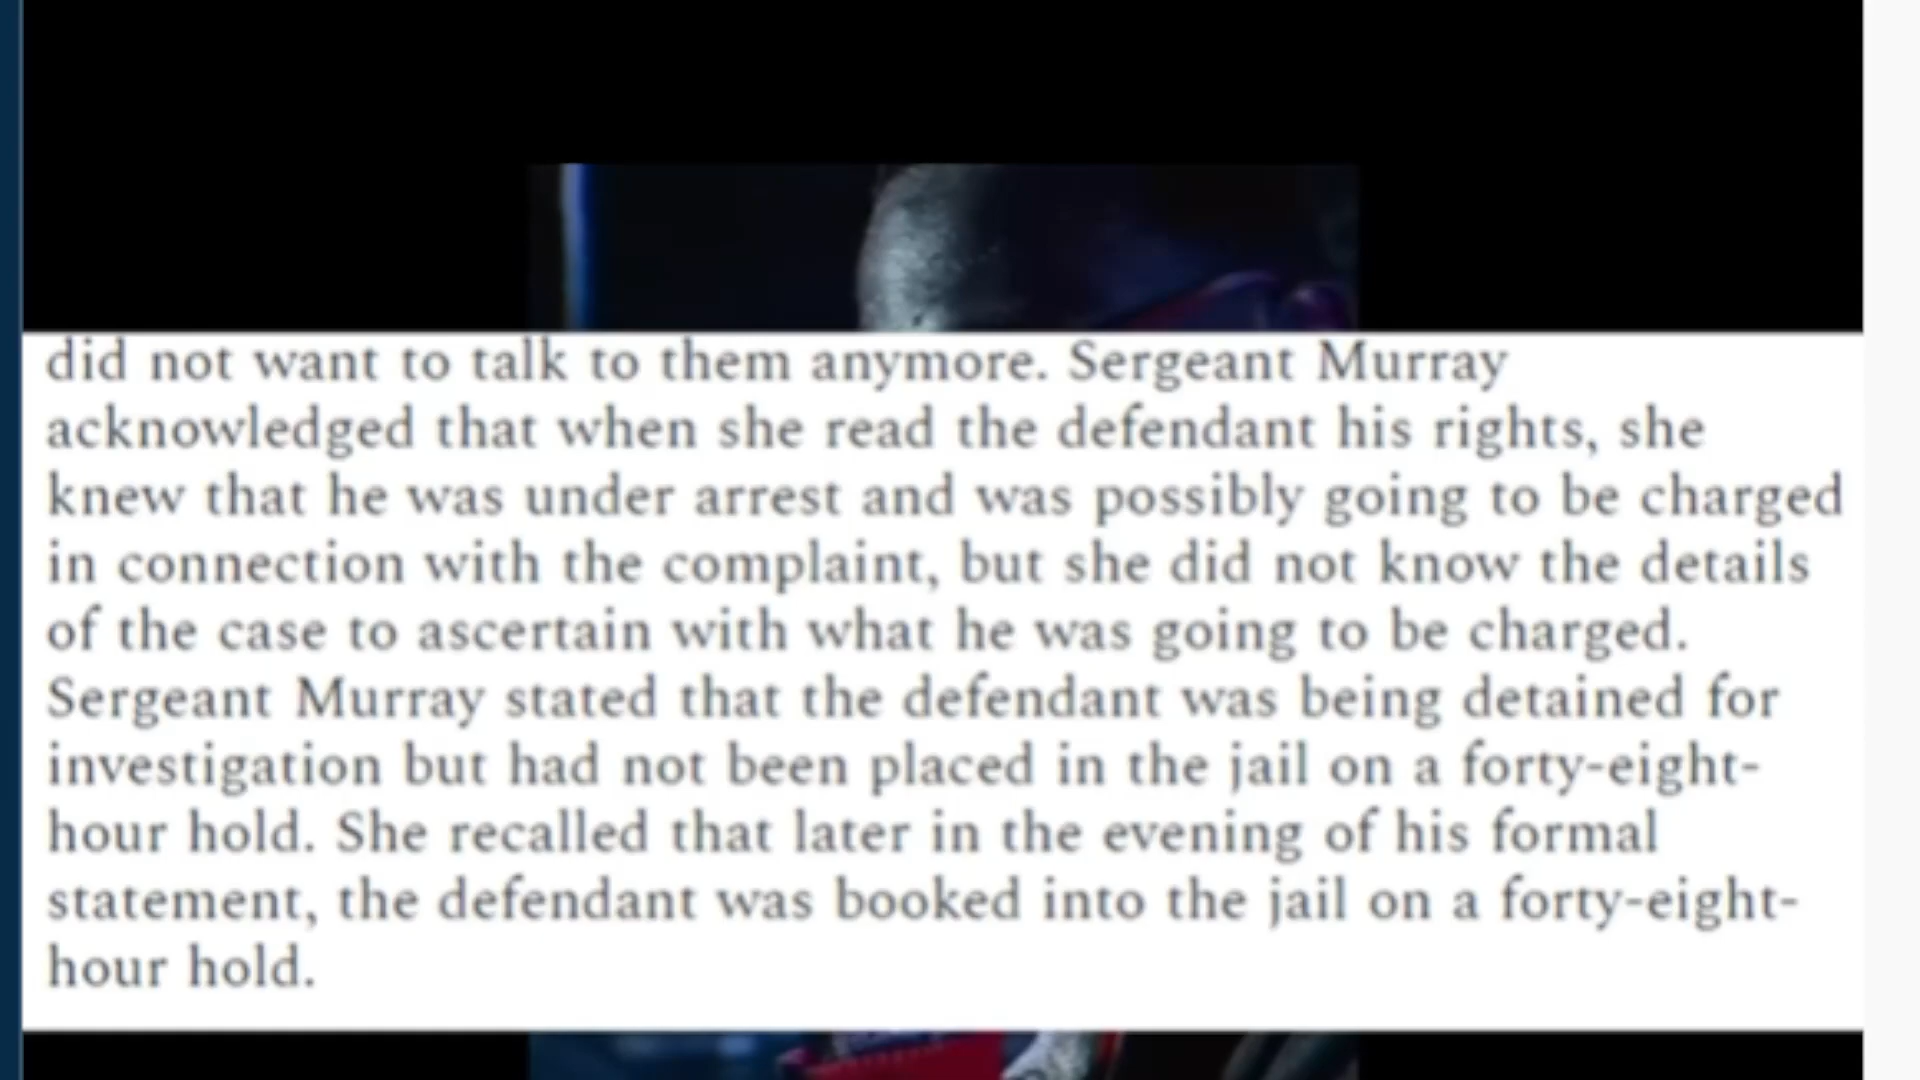 did not want to talk to them anymore. Sergeant Murray
acknowledged that when she read the defendant his rights, she
knew that he was under arrest and was possibly going to be charged
in connection with the complaint, but she did not know the details
of the case to ascertain with what he was going to be charged.
Sergeant Murray stated that the defendant was being detained for
investigation but had not been placed in the jail on a forty-eight-
hour hold. She recalled that later in the evening of his formal
statement, the defendant was booked into the jail on a forty-eight-
hour hold.